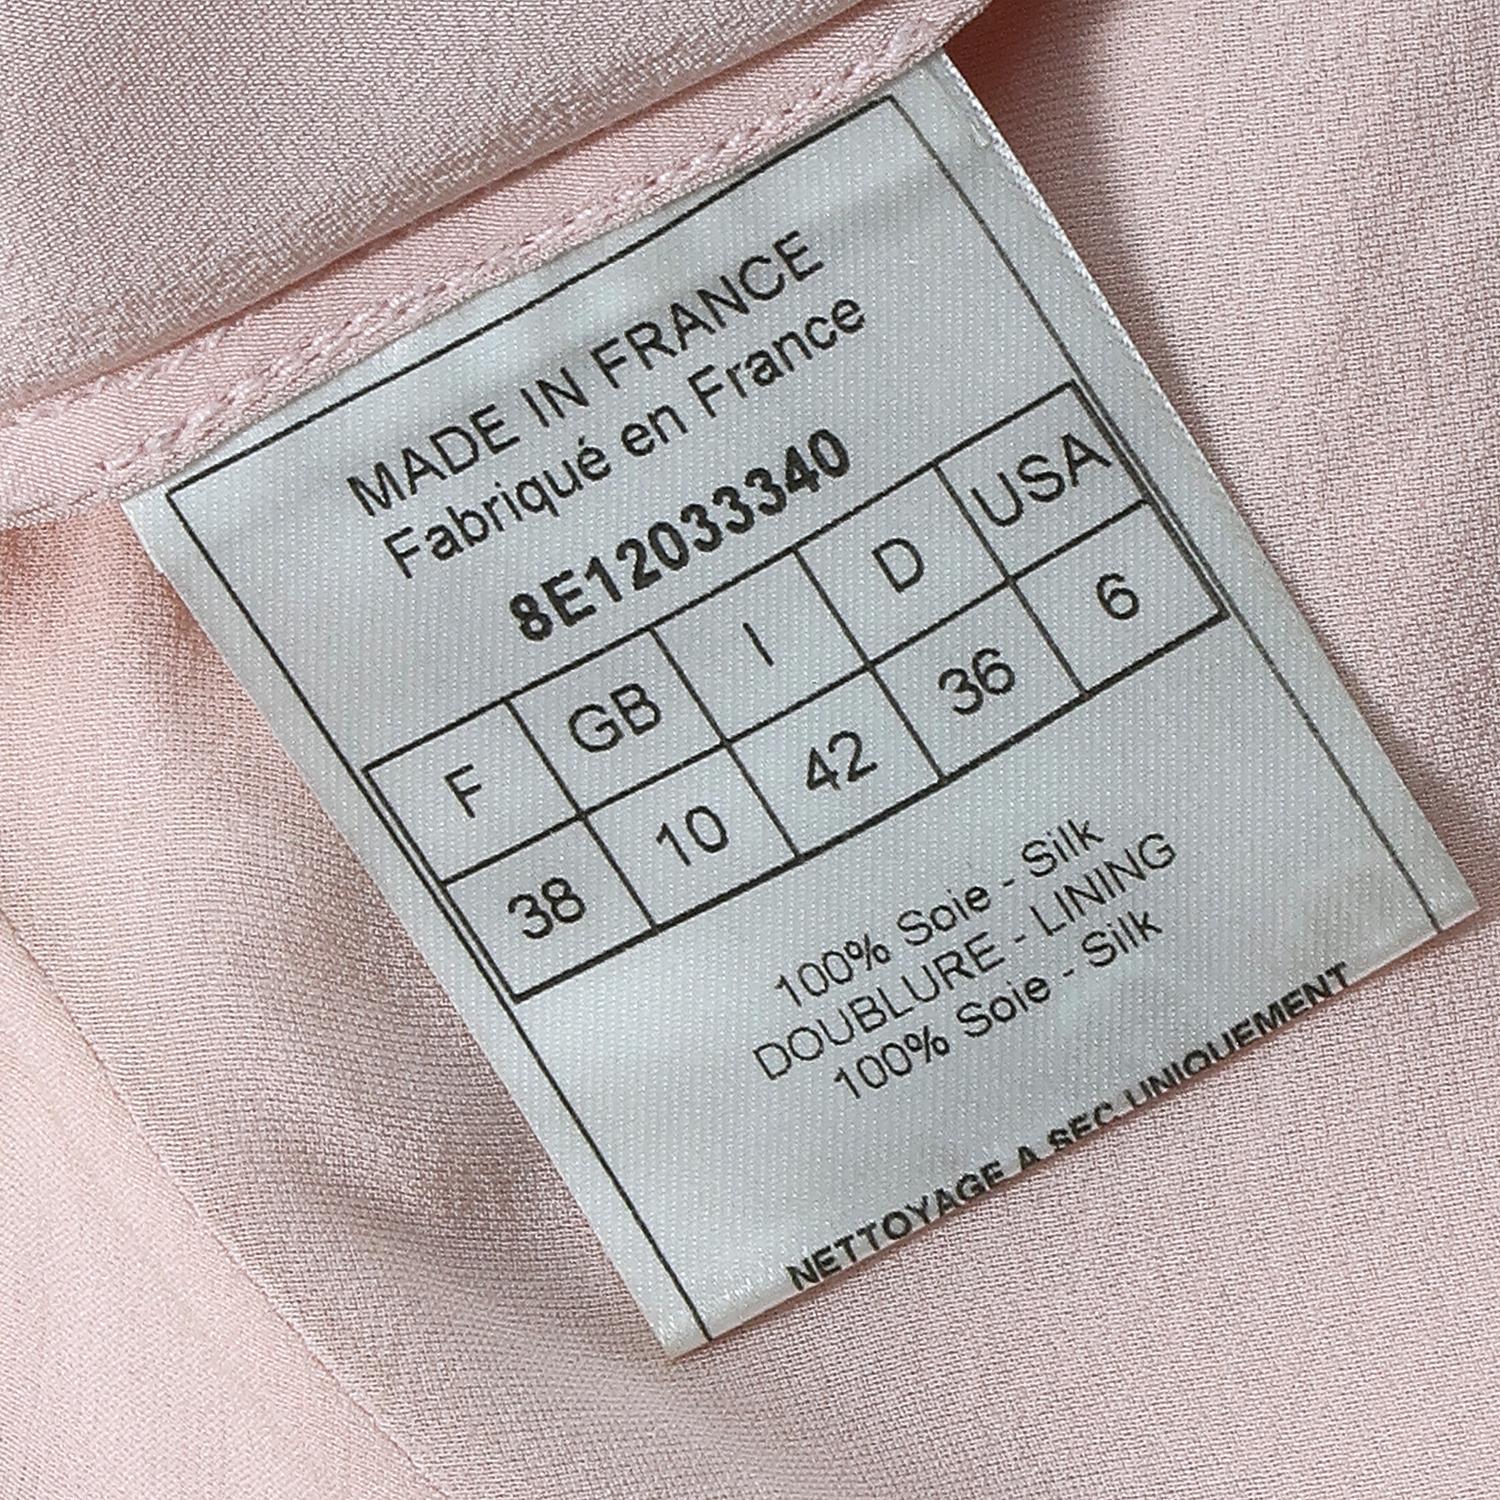 MADE IN FRANCE
Fabriqué en France
8E12033340
F GB I D USA
38 10 42 36 6
100% Soie - Silk
DOUBLURE - LINING
100% Soie - Silk
NETTOYAGE A SEC UNIQUEMENT